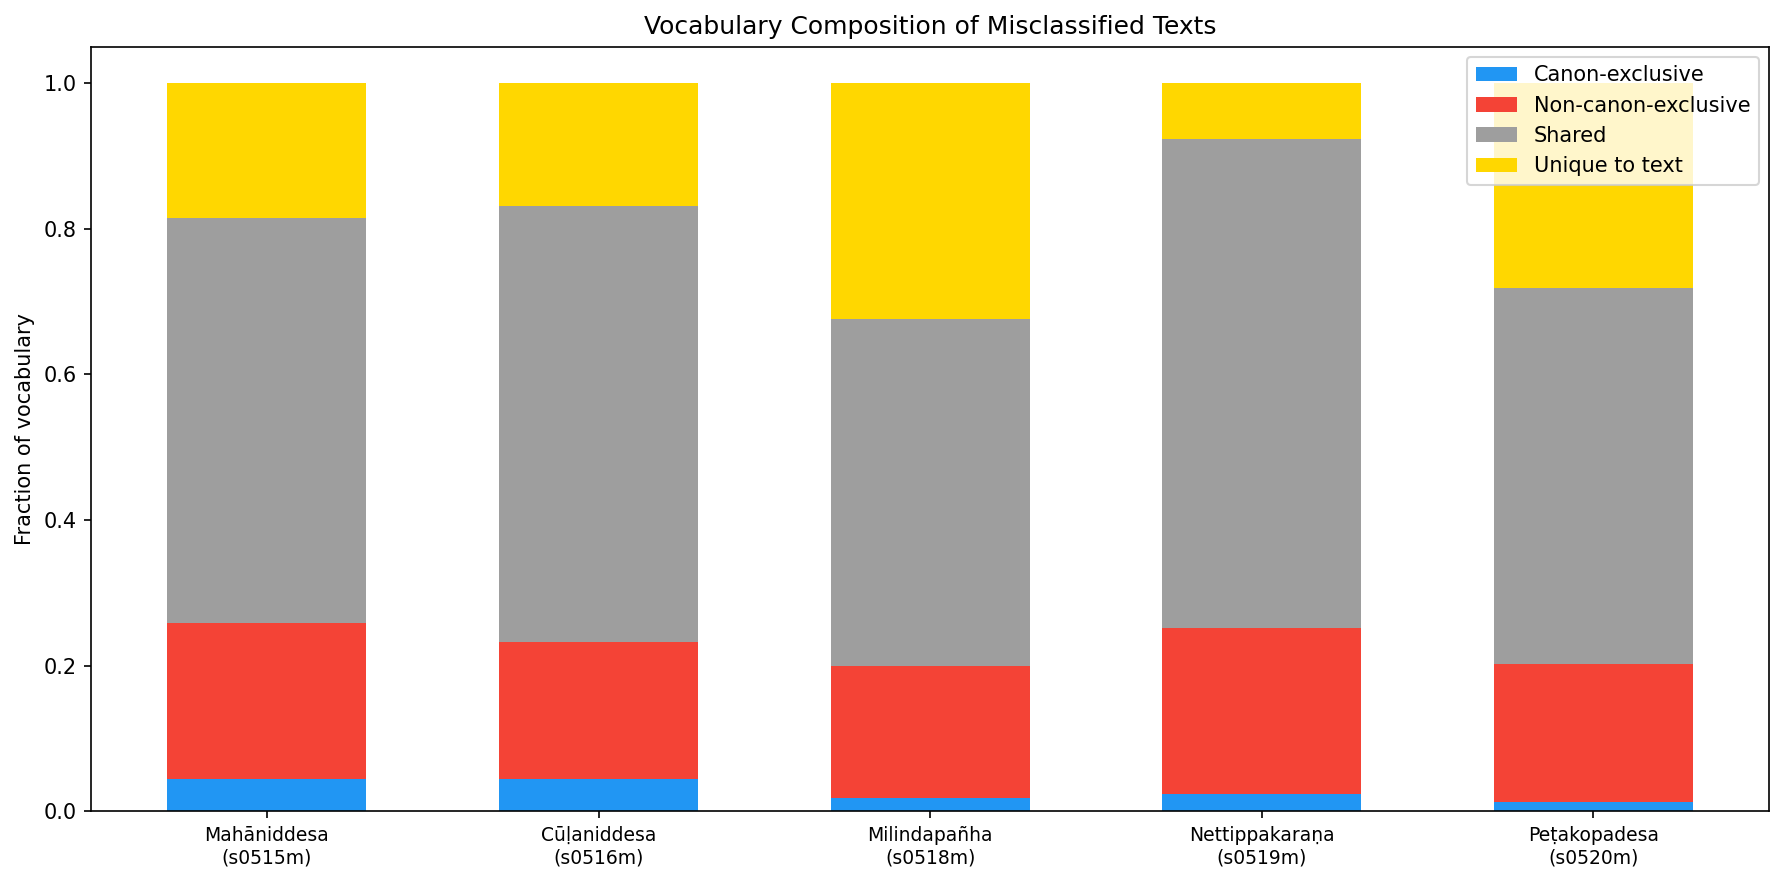 Vocabulary Composition of Misclassified Texts
Canon-exclusive
Non-canon-exclusive
Shared
Unique to text
Fraction of vocabulary
1.0
0.8
0.6
0.4
0.2
0.0
Mahāniddesa
(s0515m)
Cūḷaniddesa
(s0516m)
Milindapañha
(s0518m)
Nettippakaraṇa
(s0519m)
Peṭakopadesa
(s0520m)